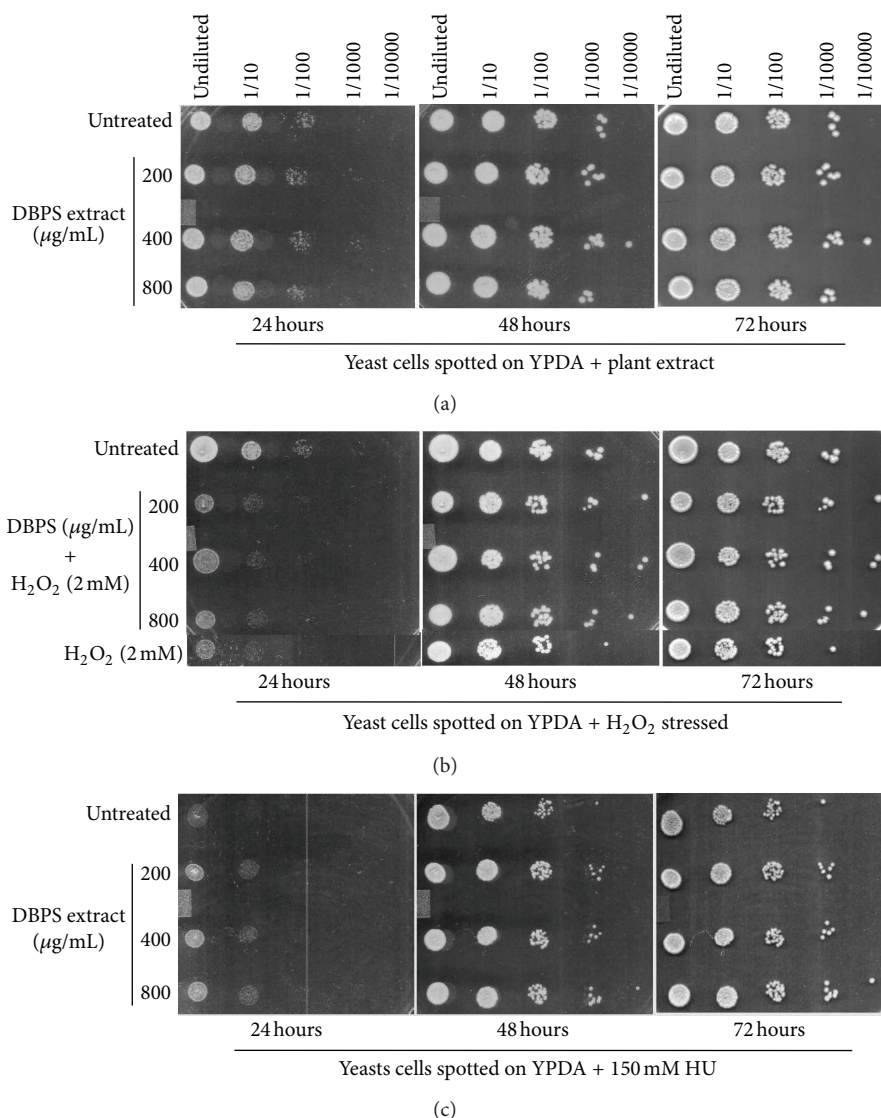 Undiluted 1/10 1/100 1/1000 1/10000 Undiluted 1/10 1/100 1/1000 1/10000 Undiluted 1/10 1/100 1/1000 1/10000
Untreated
200
DBPS extract
(μg/mL)
400
800
24 hours 48 hours 72 hours
Yeast cells spotted on YPDA + plant extract
(a)
Untreated
200
DBPS (μg/mL)
+
H₂O₂ (2 mM)
400
800
H₂O₂ (2 mM)
24 hours 48 hours 72 hours
Yeast cells spotted on YPDA + H₂O₂ stressed
(b)
Untreated
200
DBPS extract
(μg/mL)
400
800
24 hours 48 hours 72 hours
Yeasts cells spotted on YPDA + 150 mM HU
(c)